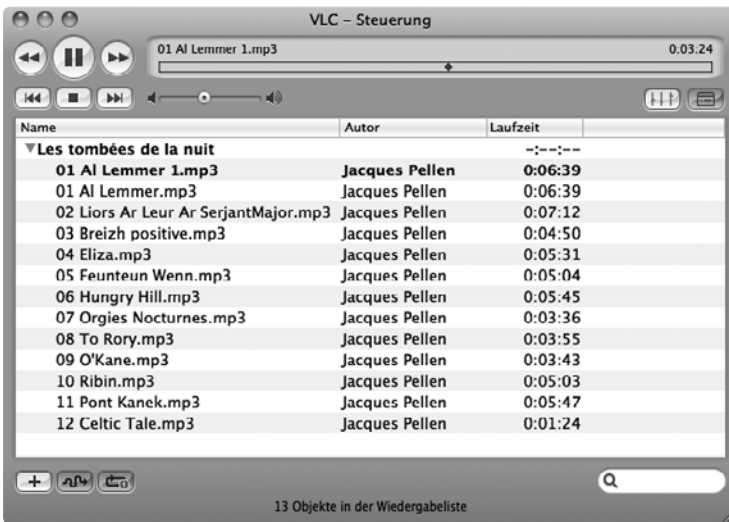 VLC – Steuerung
01 Al Lemmer 1.mp3 0:03:24
Name Autor Laufzeit
Les tombées de la nuit -:--:--
01 Al Lemmer 1.mp3 Jacques Pellen 0:06:39
01 Al Lemmer.mp3 Jacques Pellen 0:06:39
02 Liors Ar Leur Ar SerjantMajor.mp3 Jacques Pellen 0:07:12
03 Breizh positive.mp3 Jacques Pellen 0:04:50
04 Eliza.mp3 Jacques Pellen 0:05:31
05 Feunteun Wenn.mp3 Jacques Pellen 0:05:04
06 Hungry Hill.mp3 Jacques Pellen 0:05:45
07 Orgies Nocturnes.mp3 Jacques Pellen 0:03:36
08 To Rory.mp3 Jacques Pellen 0:03:55
09 O'Kane.mp3 Jacques Pellen 0:03:43
10 Ribin.mp3 Jacques Pellen 0:05:03
11 Pont Kanek.mp3 Jacques Pellen 0:05:47
12 Celtic Tale.mp3 Jacques Pellen 0:01:24
13 Objekte in der Wiedergabeliste